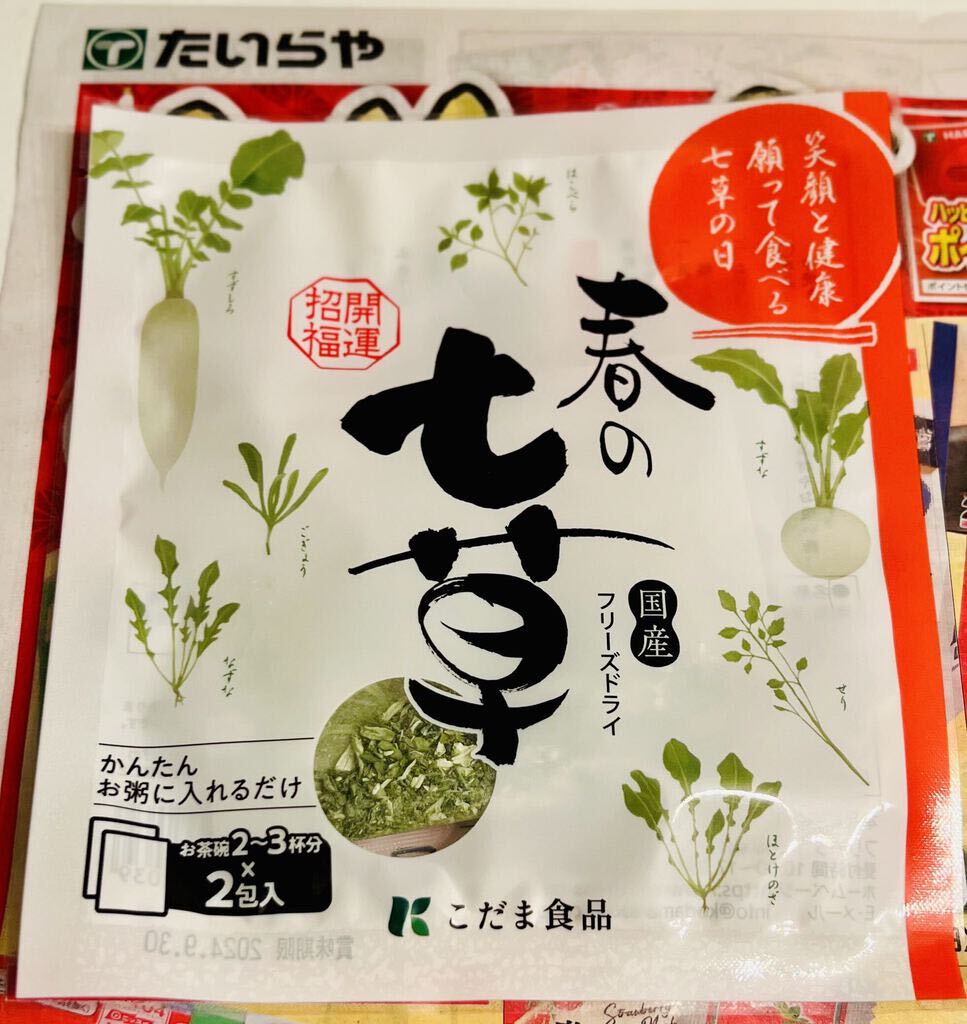 たいらや
笑顔と健康
願って食べる
七草の日
はこべら
すずしろ
開運
招福
春の
七草
すずな
ごぎょう
国産
フリーズドライ
なずな
せり
かんたん
お粥に入れるだけ
お茶碗2〜3杯分
×
2包入
ほとけのざ
こだま食品
賞味期限 2024.9.30